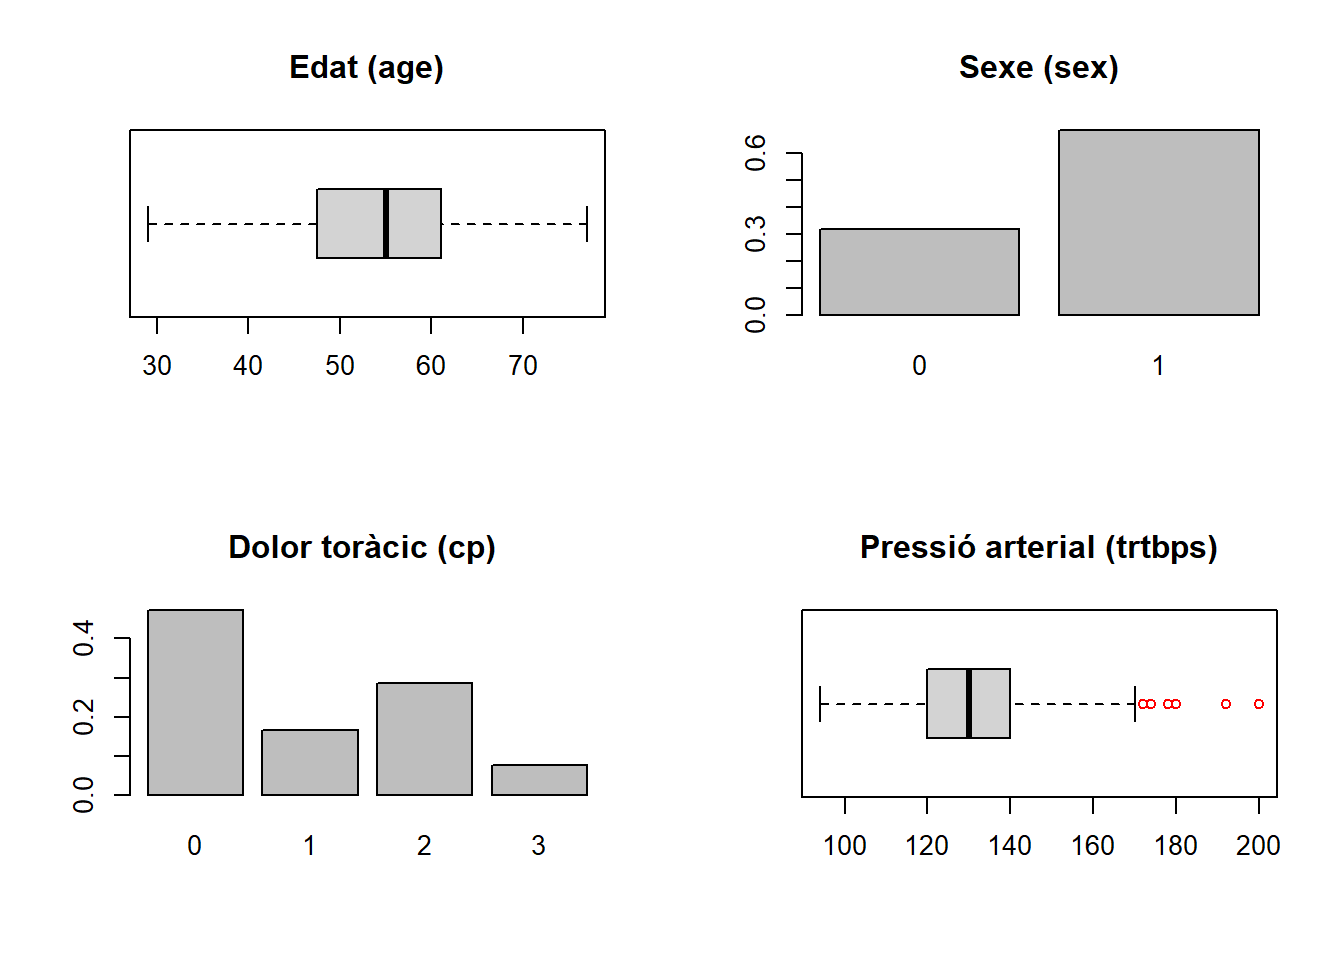 Edat (age)
30 40 50 60 70
Sexe (sex)
0.6
0.3
0.0
0 1
Dolor toràcic (cp)
0.4
0.2
0.0
0 1 2 3
Pressió arterial (trtbps)
100 120 140 160 180 200